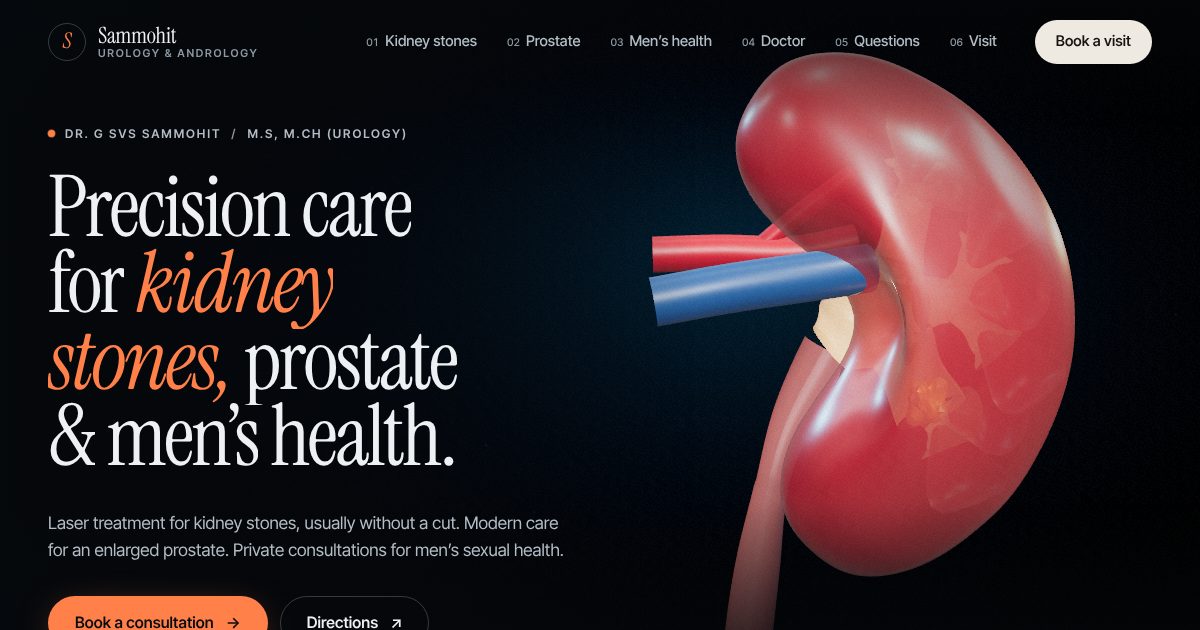 S
Sammohit
UROLOGY & ANDROLOGY
01 Kidney stones 02 Prostate 03 Men’s health 04 Doctor 05 Questions 06 Visit
Book a visit
DR. G SVS SAMMOHIT / M.S, M.CH (UROLOGY)
Precision care
for kidney
stones, prostate
& men’s health.
Laser treatment for kidney stones, usually without a cut. Modern care
for an enlarged prostate. Private consultations for men’s sexual health.
Book a consultation → Directions ↗